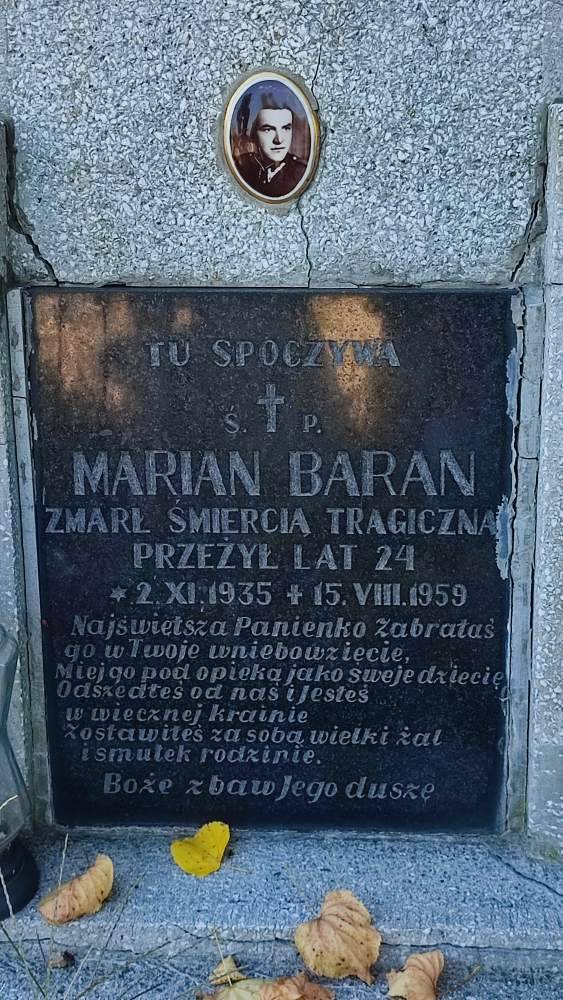 TU SPOCZYWA
Ś. P.
MARIAN BARAN
ZMARŁ ŚMIERCIĄ TRAGICZNĄ
PRZEŻYŁ LAT 24
* 2.XI.1935 + 15.VIII.1959
Najświętsza Panienko Zabrałaś
go w Twoje wniebowzięcie,
Miej go pod opieką jako swoje dziecię
Odszedłeś od nas i Jesteś
w wiecznej krainie
Zostawiłeś za sobą wielki żal
i smutek rodzinie.
Boże zbaw Jego duszę